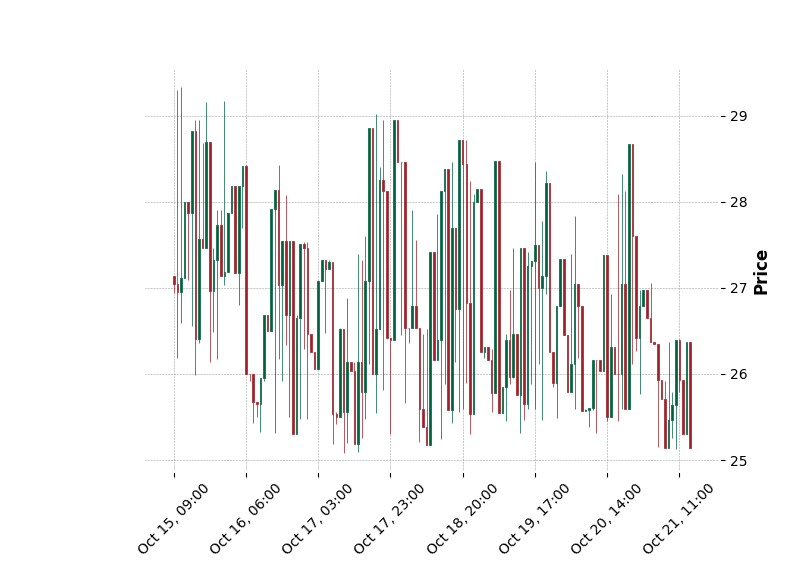 29
28
27
26
25
Price
Oct 15, 09:00
Oct 16, 06:00
Oct 17, 03:00
Oct 17, 23:00
Oct 18, 20:00
Oct 19, 17:00
Oct 20, 14:00
Oct 21, 11:00